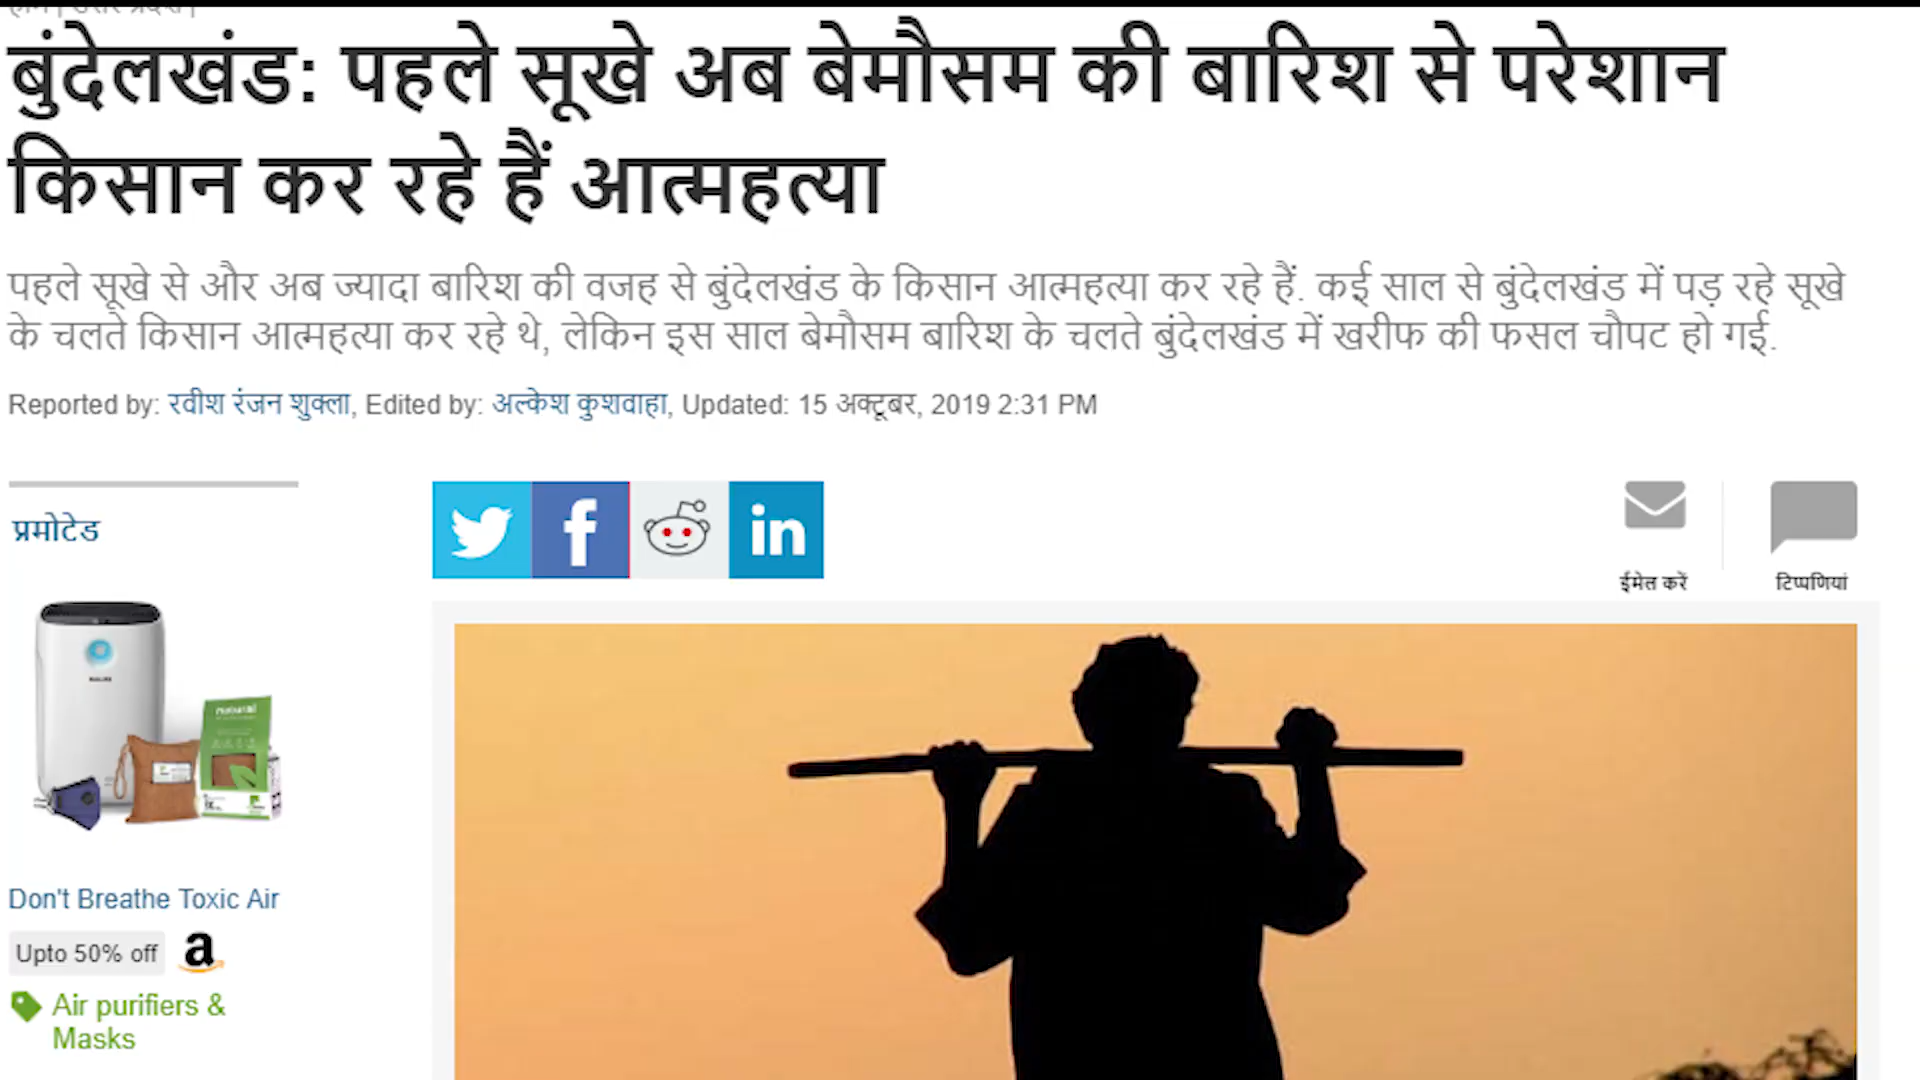 बुंदेलखंड: पहले सूखे अब बेमौसम की बारिश से परेशान
किसान कर रहे हैं आत्महत्या
पहले सूखे से और अब ज्यादा बारिश की वजह से बुंदेलखंड के किसान आत्महत्या कर रहे हैं. कई साल से बुंदेलखंड में पड़ रहे सूखे
के चलते किसान आत्महत्या कर रहे थे, लेकिन इस साल बेमौसम बारिश के चलते बुंदेलखंड में खरीफ की फसल चौपट हो गई.
Reported by: रवीश रंजन शुक्ला, Edited by: अल्केश कुशवाहा, Updated: 15 अक्टूबर, 2019 2:31 PM
प्रमोटेड
ईमेल करें
टिप्पणियां
Don't Breathe Toxic Air
Upto 50% off
Air purifiers &
Masks